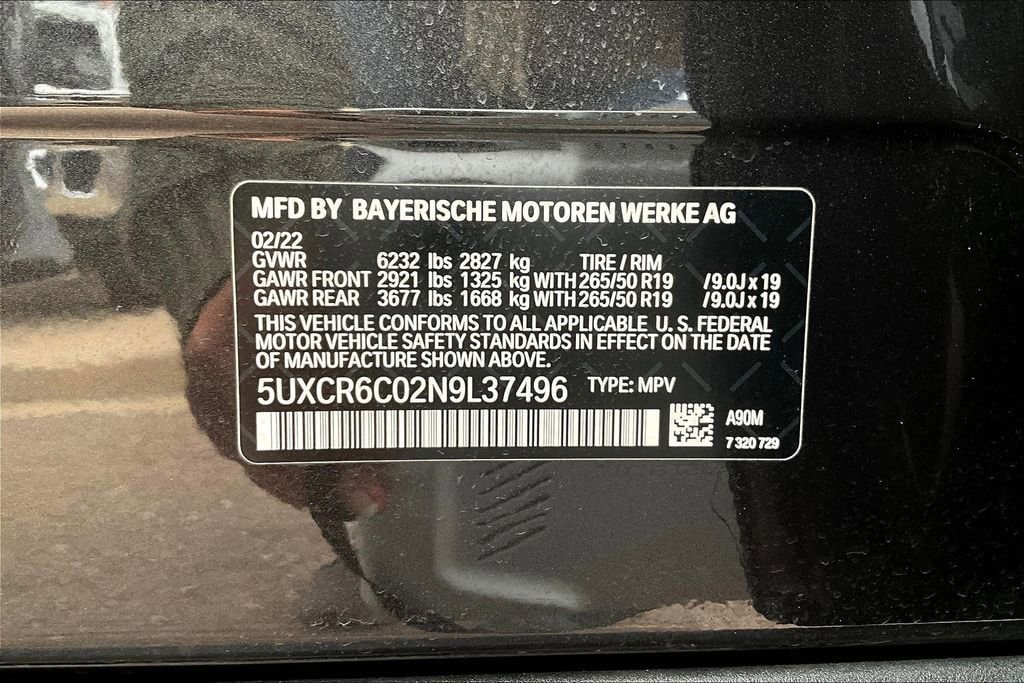 MFD BY BAYERISCHE MOTOREN WERKE AG
02/22
GVWR 6232 lbs 2827 kg TIRE / RIM
GAWR FRONT 2921 lbs 1325 kg WITH 265/50 R19 /9.0J x 19
GAWR REAR 3677 lbs 1668 kg WITH 265/50 R19 /9.0J x 19
THIS VEHICLE CONFORMS TO ALL APPLICABLE U. S. FEDERAL
MOTOR VEHICLE SAFETY STANDARDS IN EFFECT ON THE DATE
OF MANUFACTURE SHOWN ABOVE.
5UXCR6C02N9L37496 TYPE: MPV
A90M
7 320 729